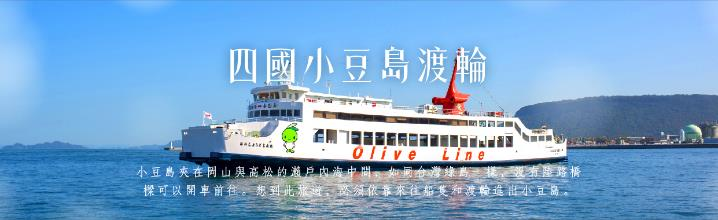 四國小豆島渡輪
Olive Line
小豆島夾在岡山與高松的瀨戶內海中間，如同台灣綠島一樣，沒有陸路橋
樑可以開車前往。想到此旅遊，必須依靠來往船隻和渡輪進出小豆島。